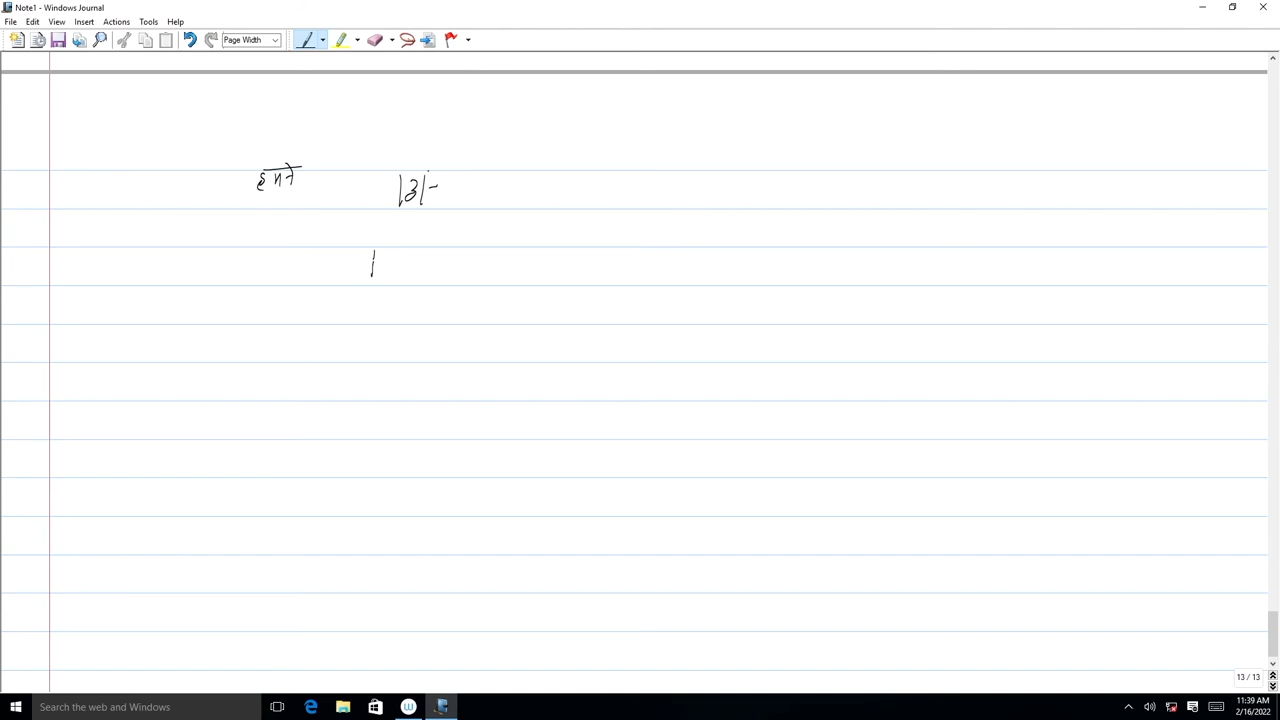 Note1 - Windows Journal
File Edit View Insert Actions Tools Help
Page Width
|3|-
|
13 / 13
Search the web and Windows
11:39 AM
2/16/2022